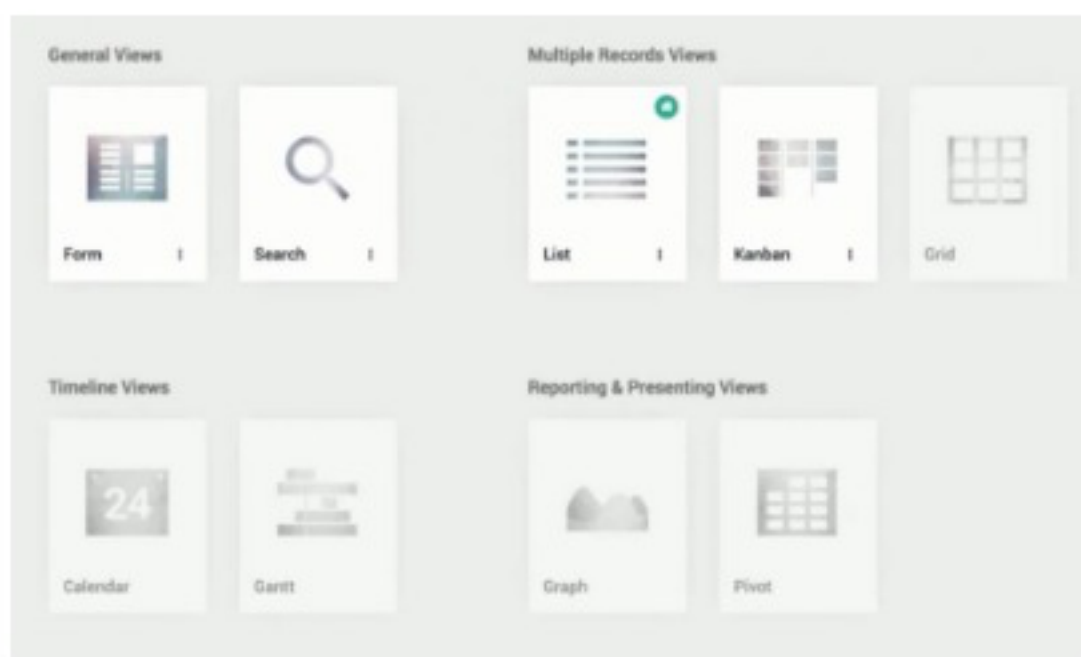 General Views
Multiple Records Views
Form
Search
List
Kanban
Grid
Timeline Views
Reporting & Presenting Views
24
Calendar
Gantt
Graph
Pivot